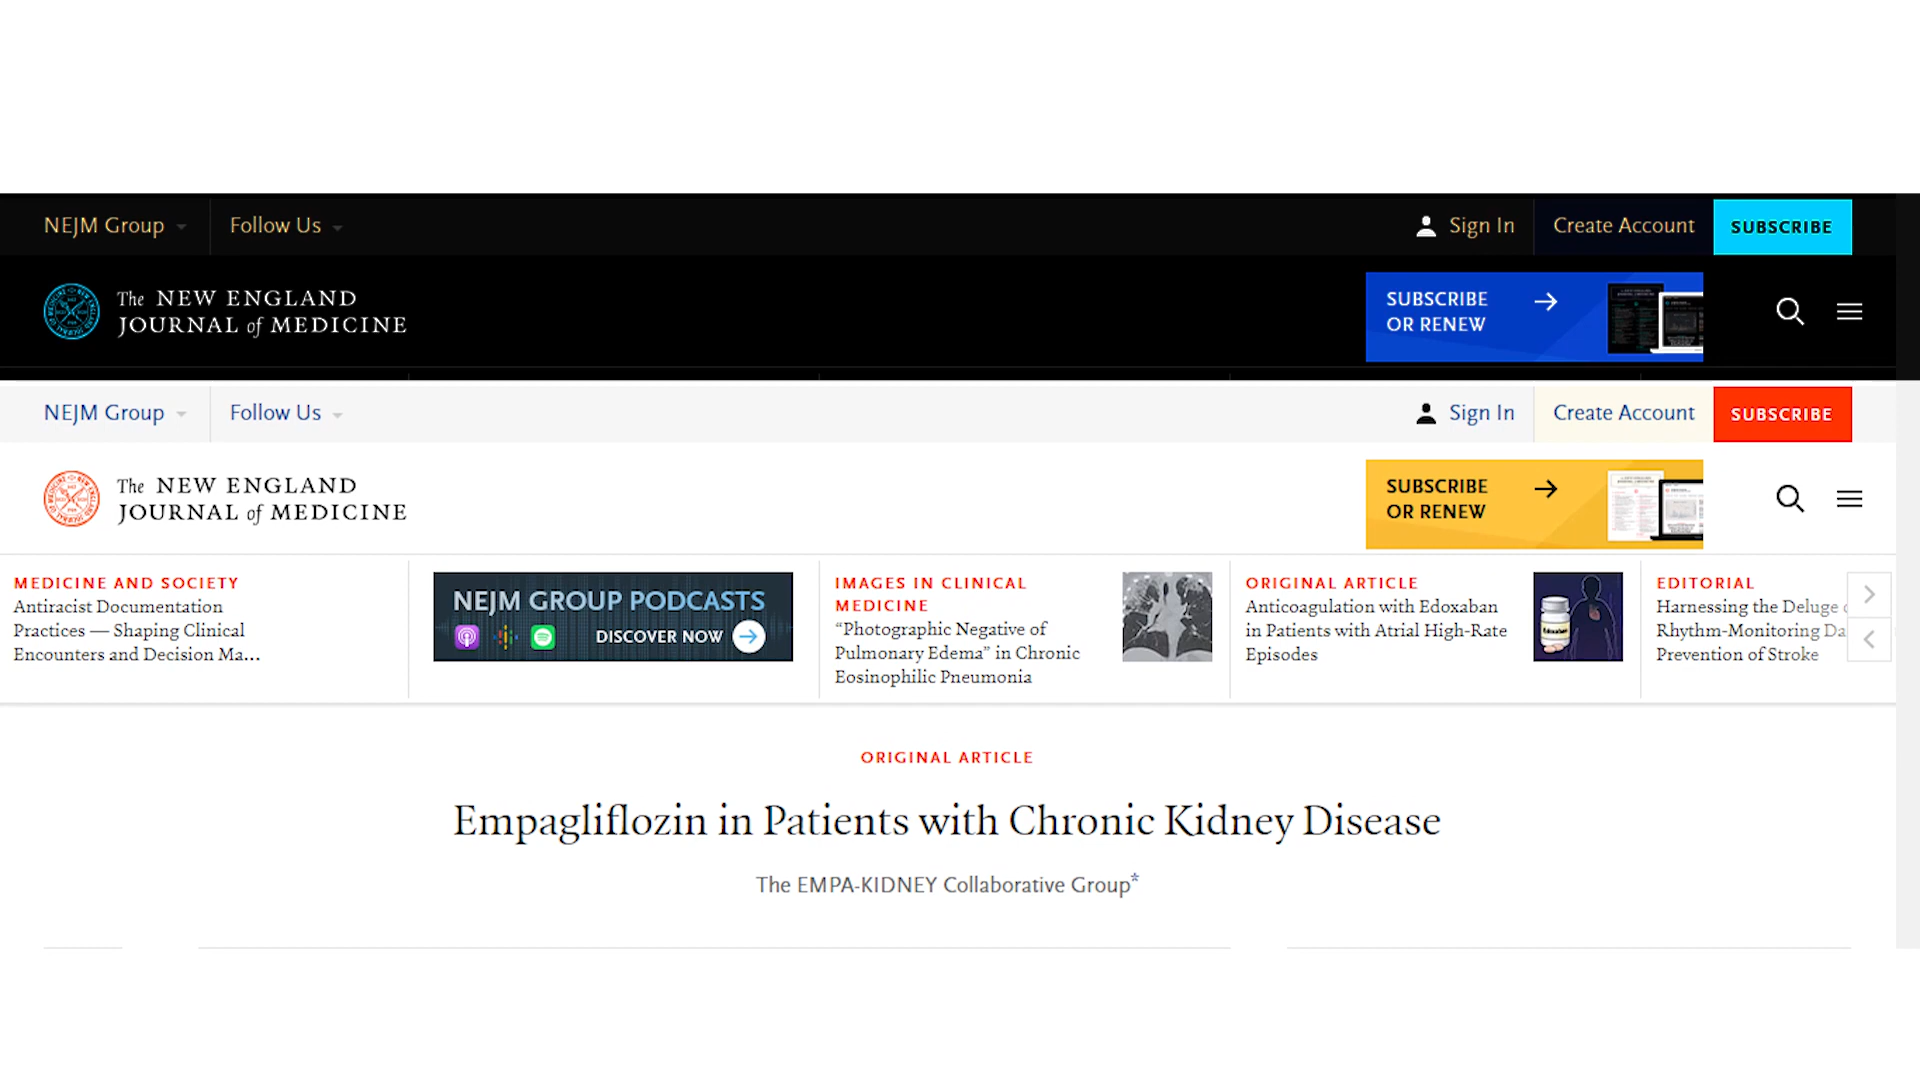 NEJM Group
Follow Us
Sign In
Create Account
SUBSCRIBE
The NEW ENGLAND
JOURNAL of MEDICINE
SUBSCRIBE
OR RENEW
NEJM Group
Follow Us
Sign In
Create Account
SUBSCRIBE
The NEW ENGLAND
JOURNAL of MEDICINE
SUBSCRIBE
OR RENEW
MEDICINE AND SOCIETY
Antiracist Documentation
Practices — Shaping Clinical
Encounters and Decision Ma...
NEJM GROUP PODCASTS
DISCOVER NOW
IMAGES IN CLINICAL
MEDICINE
“Photographic Negative of
Pulmonary Edema” in Chronic
Eosinophilic Pneumonia
ORIGINAL ARTICLE
Anticoagulation with Edoxaban
in Patients with Atrial High-Rate
Episodes
Edoxaban
EDITORIAL
Harnessing the Deluge
Rhythm-Monitoring Da
Prevention of Stroke
ORIGINAL ARTICLE
Empagliflozin in Patients with Chronic Kidney Disease
The EMPA-KIDNEY Collaborative Group*